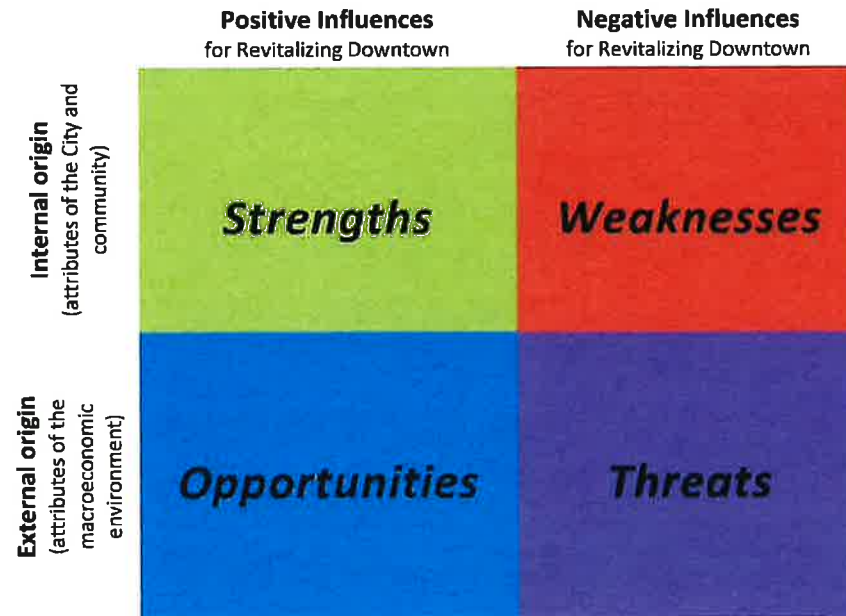 Positive Influences
for Revitalizing Downtown
Negative Influences
for Revitalizing Downtown
Internal origin
(attributes of the City and
community)
Strengths
Weaknesses
External origin
(attributes of the
macroeconomic
environment)
Opportunities
Threats